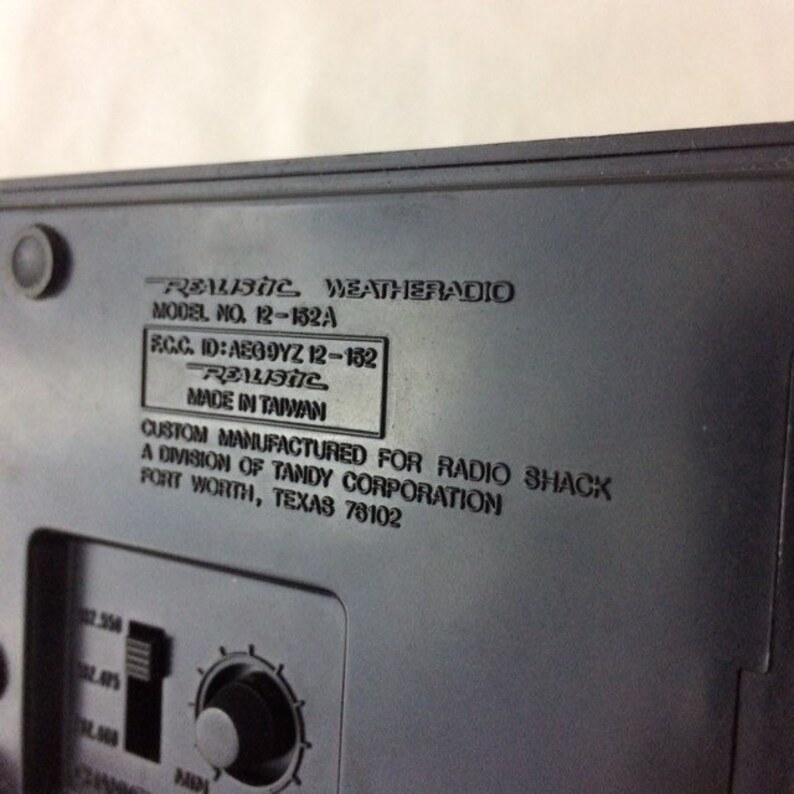 REALISTIC WEATHERADIO
MODEL NO. 12-152A
F.C.C. ID: AEG9YZ 12-152
REALISTIC
MADE IN TAIWAN
CUSTOM MANUFACTURED FOR RADIO SHACK
A DIVISION OF TANDY CORPORATION
FORT WORTH, TEXAS 76102
MIN